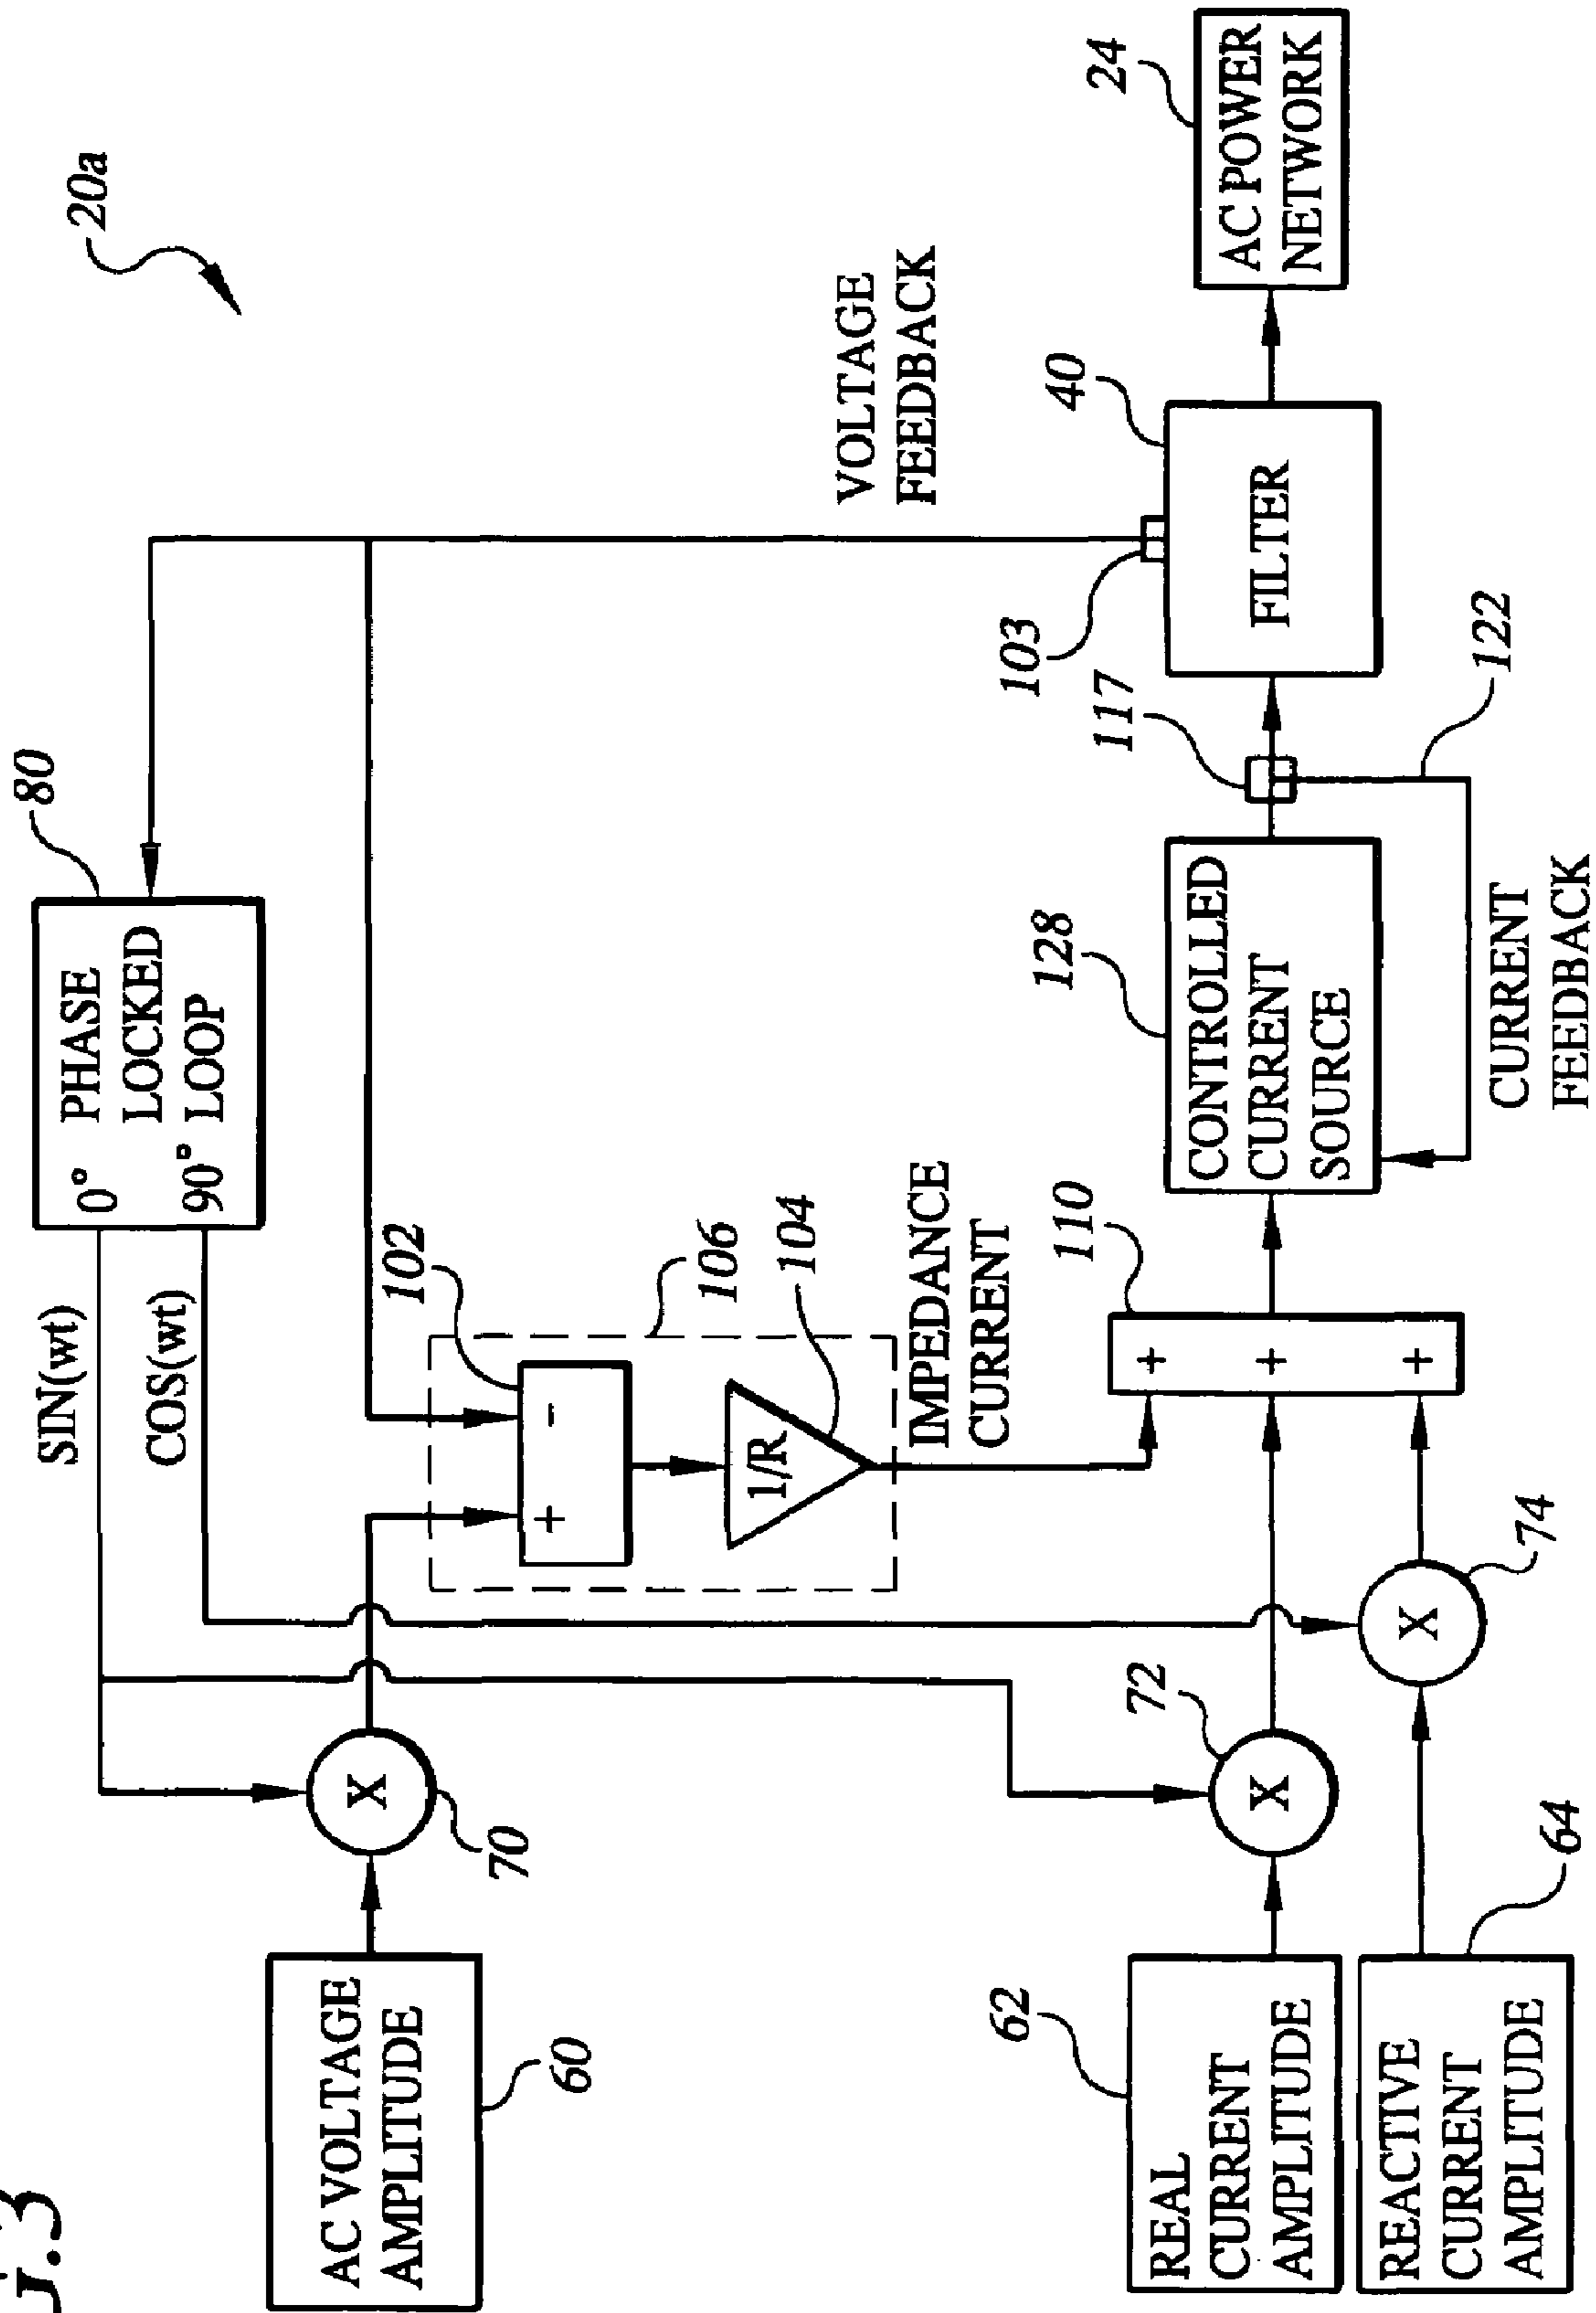 G.3
20a
80
0° PHASE
LOCKED
90° LOOP
SIN(wt)
COS(wt)
VOLTAGE
FEEDBACK
AC VOLTAGE
AMPLITUDE
60
X
70
102
+
-
1/R
106
104
IMPEDANCE
CURRENT
62
REAL
CURRENT
AMPLITUDE
X
72
REACTIVE
CURRENT
AMPLITUDE
64
X
74
110
+
+
+
128
CONTROLLED
CURRENT
SOURCE
117
122
CURRENT
FEEDBACK
103
40
FILTER
24
AC POWER
NETWORK